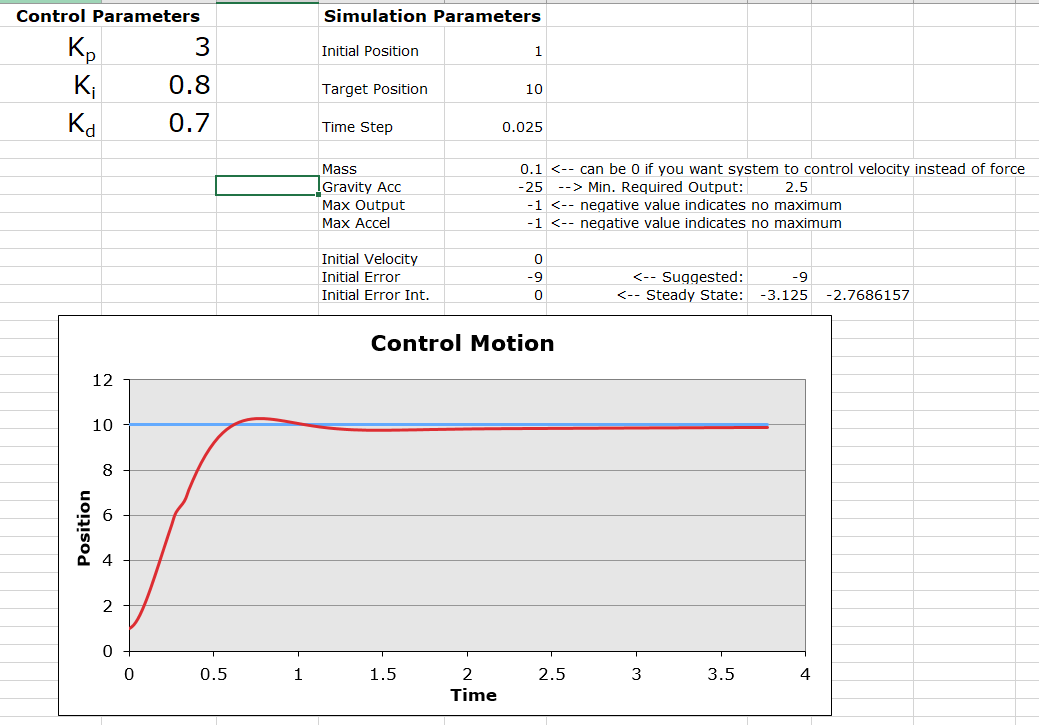 Control Parameters Simulation Parameters
Kp 3 Initial Position 1
Ki 0.8 Target Position 10
Kd 0.7 Time Step 0.025
Mass 0.1 <-- can be 0 if you want system to control velocity instead of force
Gravity Acc -25 --> Min. Required Output: 2.5
Max Output -1 <-- negative value indicates no maximum
Max Accel -1 <-- negative value indicates no maximum
Initial Velocity 0
Initial Error -9 <-- Suggested: -9
Initial Error Int. 0 <-- Steady State: -3.125 -2.7686157
Control Motion
12
10
8
6
4
2
0
Position
0 0.5 1 1.5 2 2.5 3 3.5 4
Time